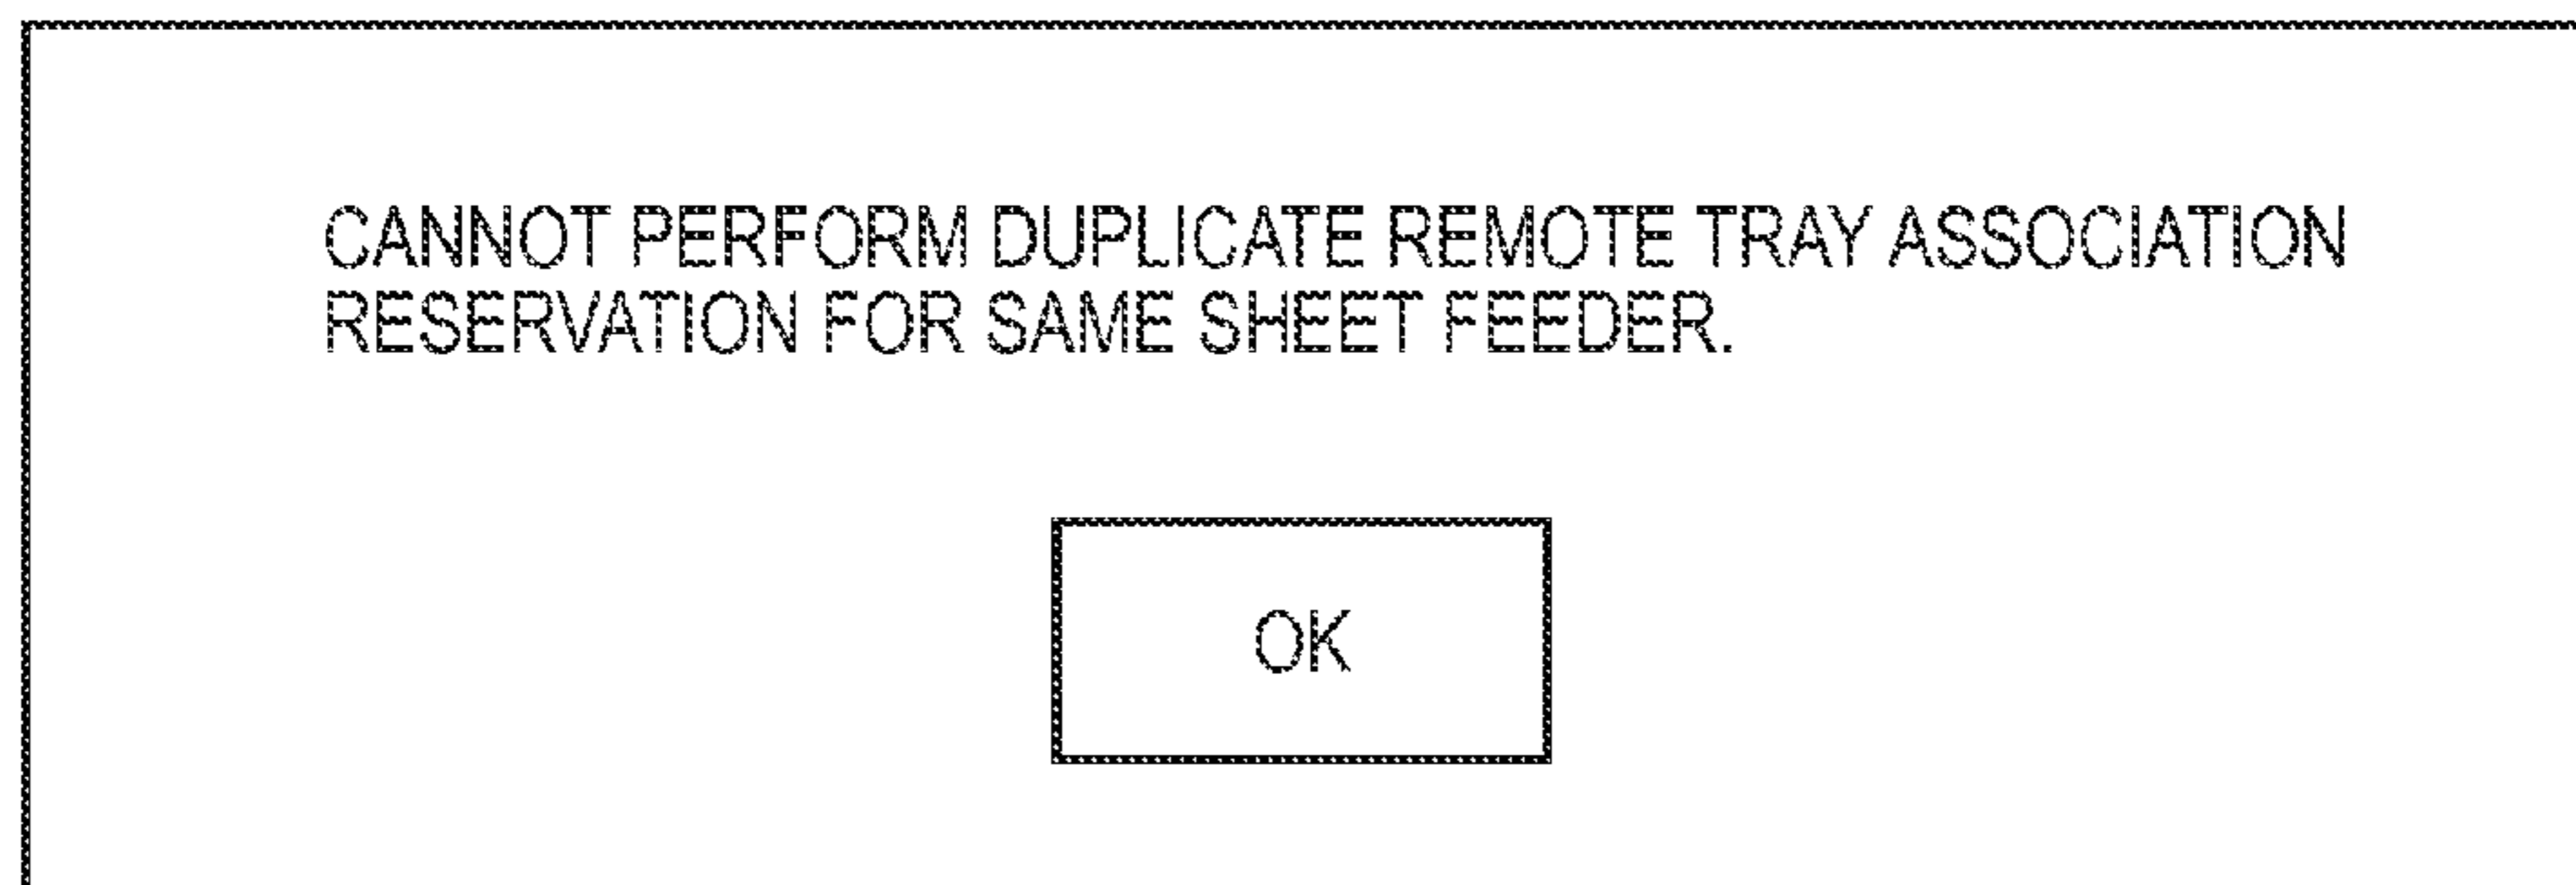 CANNOT PERFORM DUPLICATE REMOTE TRAY ASSOCIATION
RESERVATION FOR SAME SHEET FEEDER.
OK